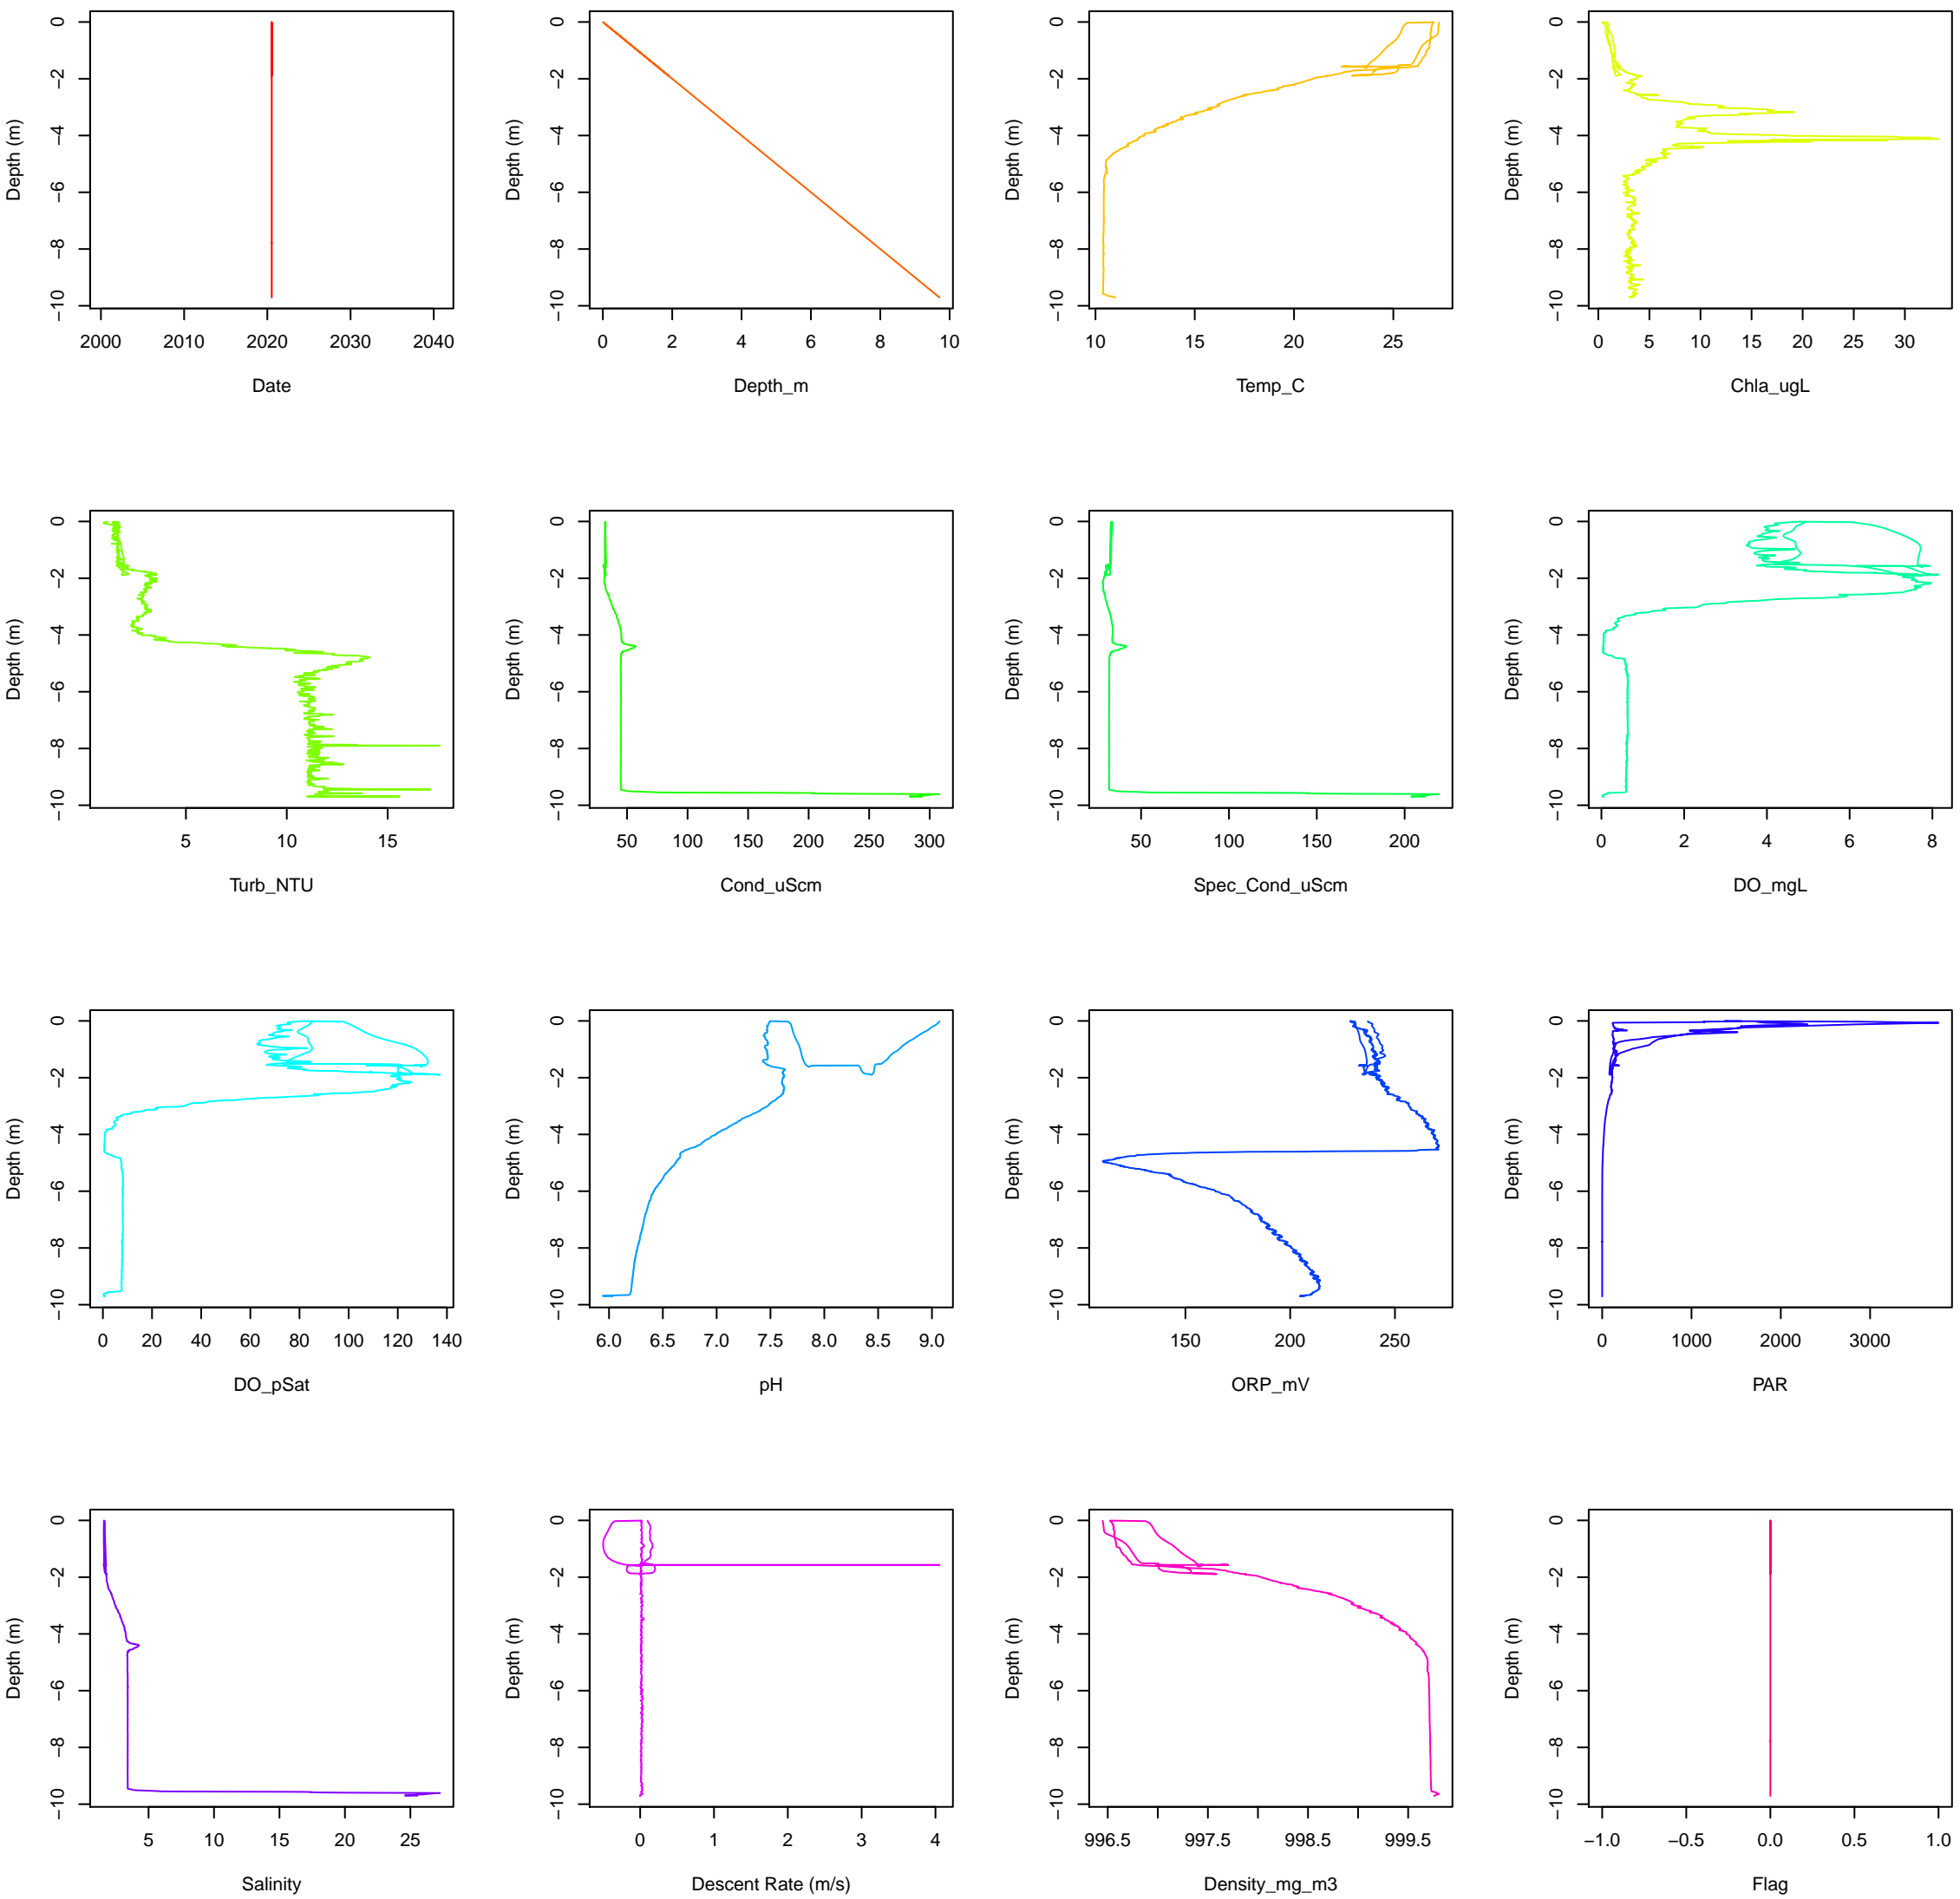 0 0 0 0
−2 −2 −2 −2
−4 −4 −4 −4
Depth (m) Depth (m) Depth (m) Depth (m)
−6 −6 −6 −6
−8 −8 −8 −8
−10 −10 −10 −10
2000 2010 2020 2030 2040 0 2 4 6 8 10 10 15 20 25 0 5 10 15 20 25 30
Date Depth_m Temp_C Chla_ugL
0 0 0 0
−2 −2 −2 −2
−4 −4 −4 −4
Depth (m) Depth (m) Depth (m) Depth (m)
−6 −6 −6 −6
−8 −8 −8 −8
−10 −10 −10 −10
5 10 15 50 100 150 200 250 300 50 100 150 200 0 2 4 6 8
Turb_NTU Cond_uScm Spec_Cond_uScm DO_mgL
0 0 0 0
−2 −2 −2 −2
−4 −4 −4 −4
Depth (m) Depth (m) Depth (m) Depth (m)
−6 −6 −6 −6
−8 −8 −8 −8
−10 −10 −10 −10
0 20 40 60 80 100 120 140 6.0 6.5 7.0 7.5 8.0 8.5 9.0 150 200 250 0 1000 2000 3000
DO_pSat pH ORP_mV PAR
0 0 0 0
−2 −2 −2 −2
−4 −4 −4 −4
Depth (m) Depth (m) Depth (m) Depth (m)
−6 −6 −6 −6
−8 −8 −8 −8
−10 −10 −10 −10
5 10 15 20 25 0 1 2 3 4 996.5 997.5 998.5 999.5 −1.0 −0.5 0.0 0.5 1.0
Salinity Descent Rate (m/s) Density_mg_m3 Flag